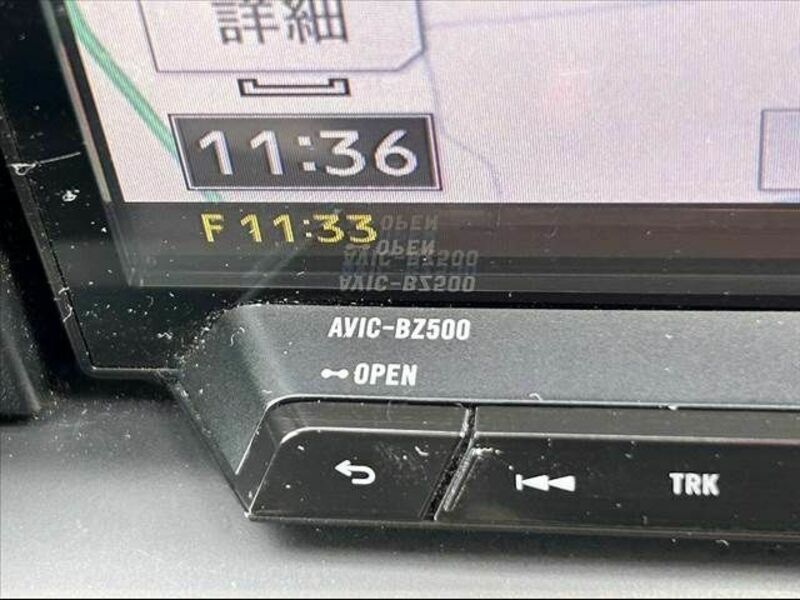 詳細
11:36
F 11:33
AVIC-BZ500
OPEN
TRK